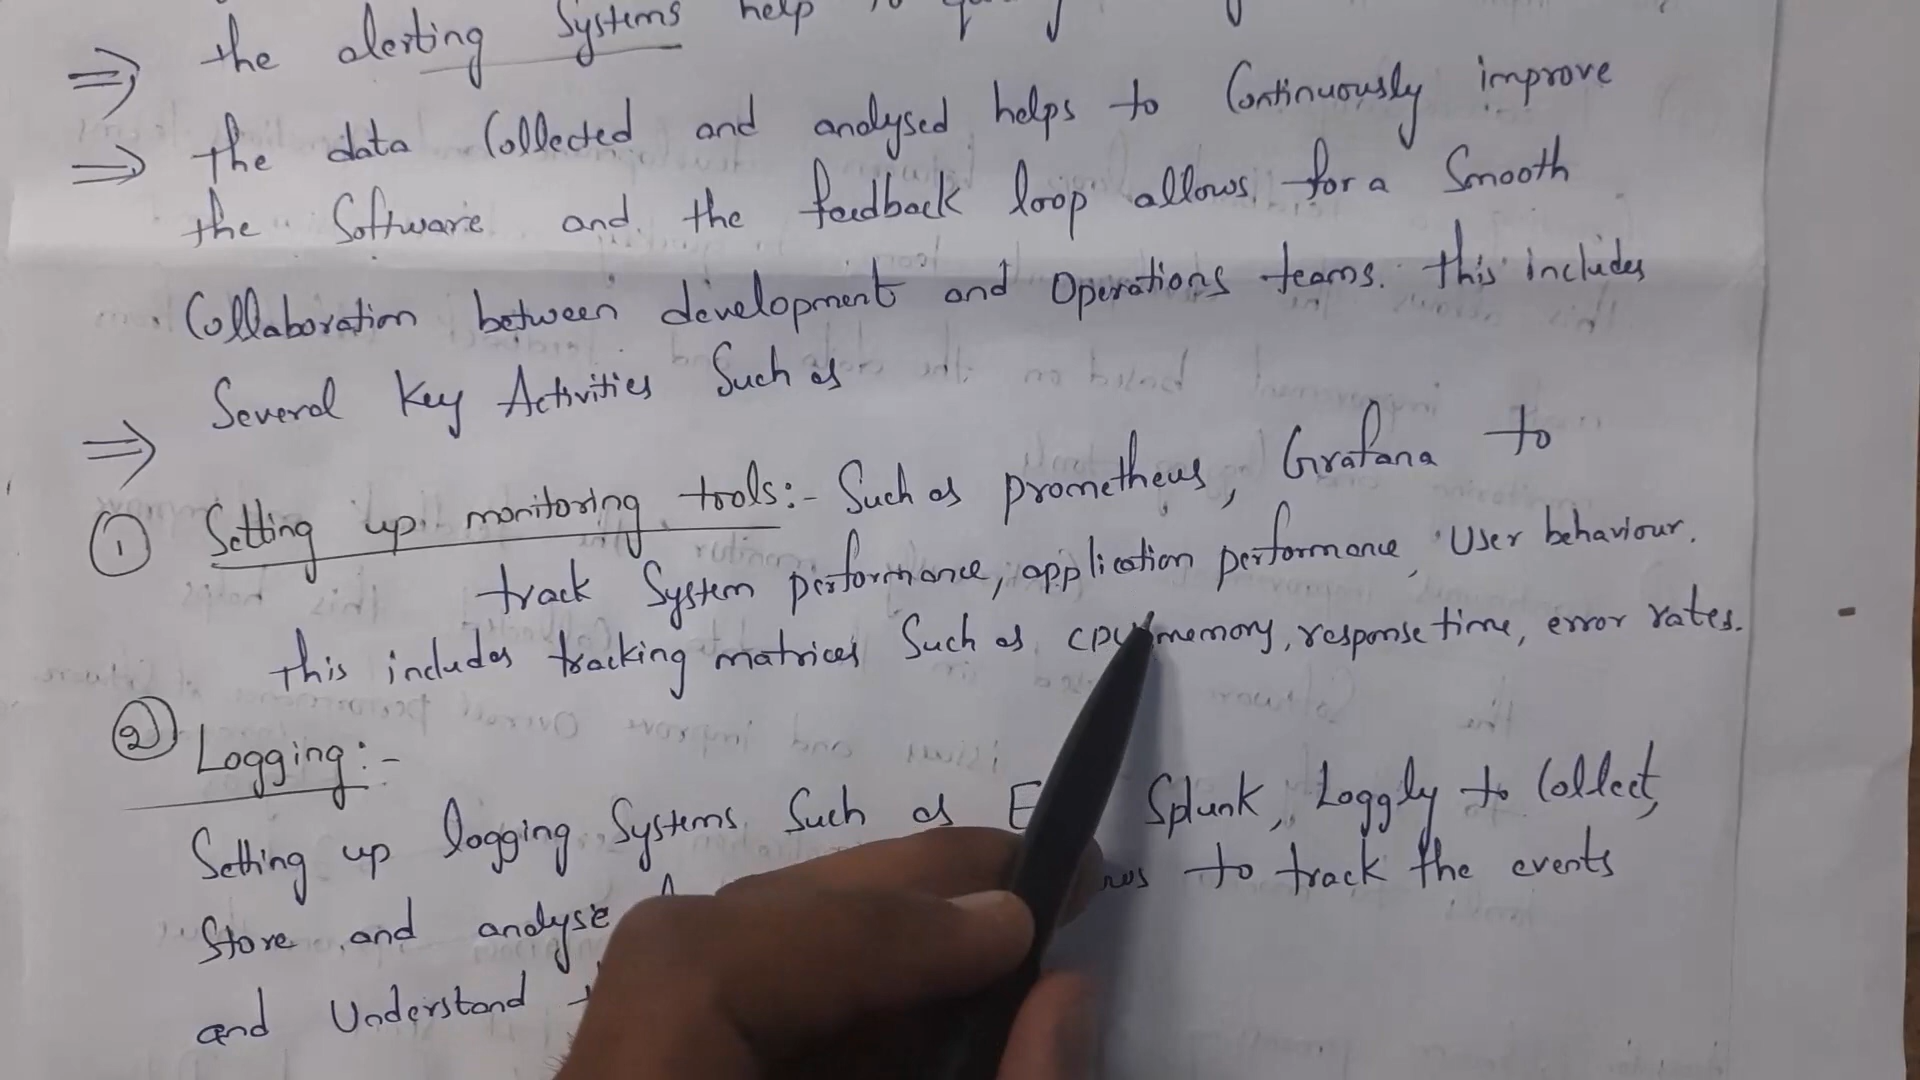 ⇒ the alerting Systems help to
⇒ the data Collected and analysed helps to Continuously improve
the Software and the feedback loop allows for a Smooth
Collaboration between development and Operations teams. this includes
Several Key Activities Such as
⇒
① Setting up monitoring tools:- Such as prometheus, Grafana to
track System performance, application performance, User behaviour.
this includes tracking matrices Such as CPU memory, response time, error rates.
② Logging:-
Setting up logging Systems Such as Splunk, Loggly to Collect,
Store and analyse to track the events
and Understand